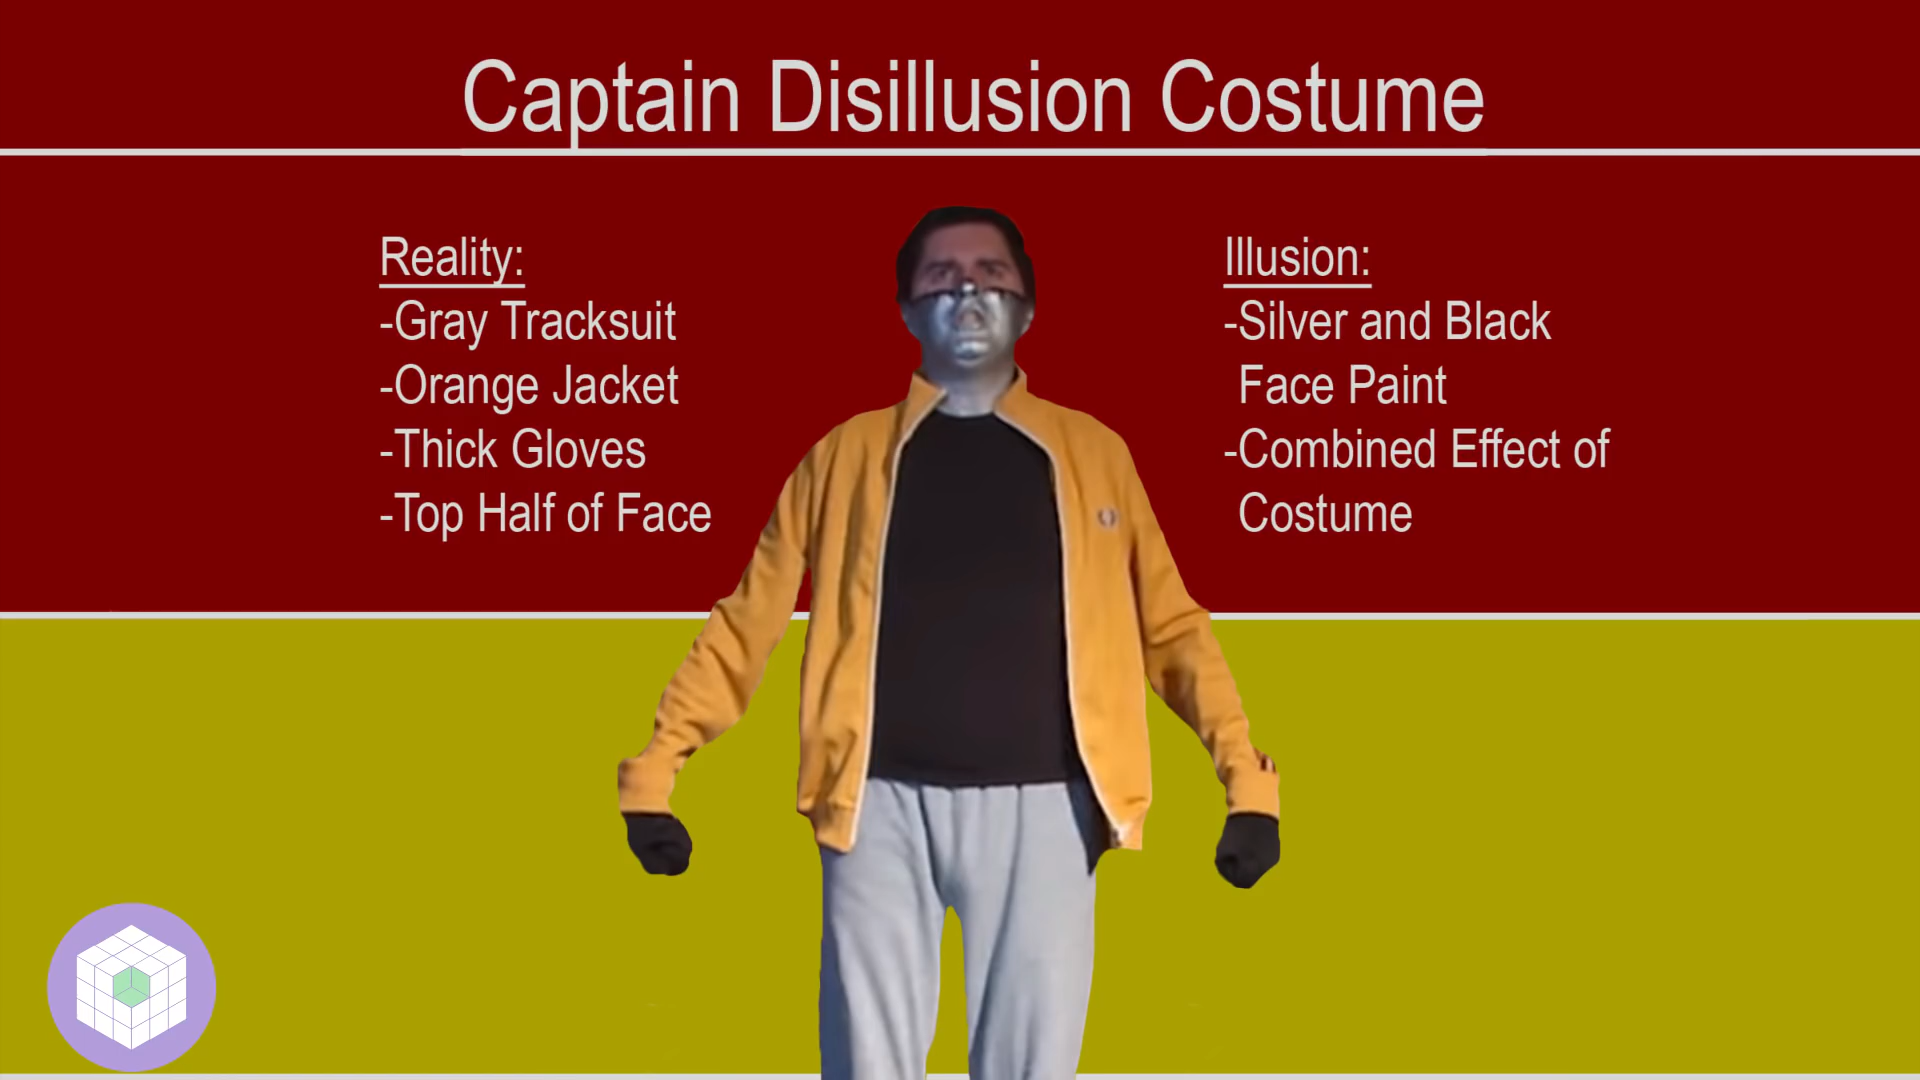 Captain Disillusion Costume
Reality:
-Gray Tracksuit
-Orange Jacket
-Thick Gloves
-Top Half of Face
Illusion:
-Silver and Black
Face Paint
-Combined Effect of
Costume